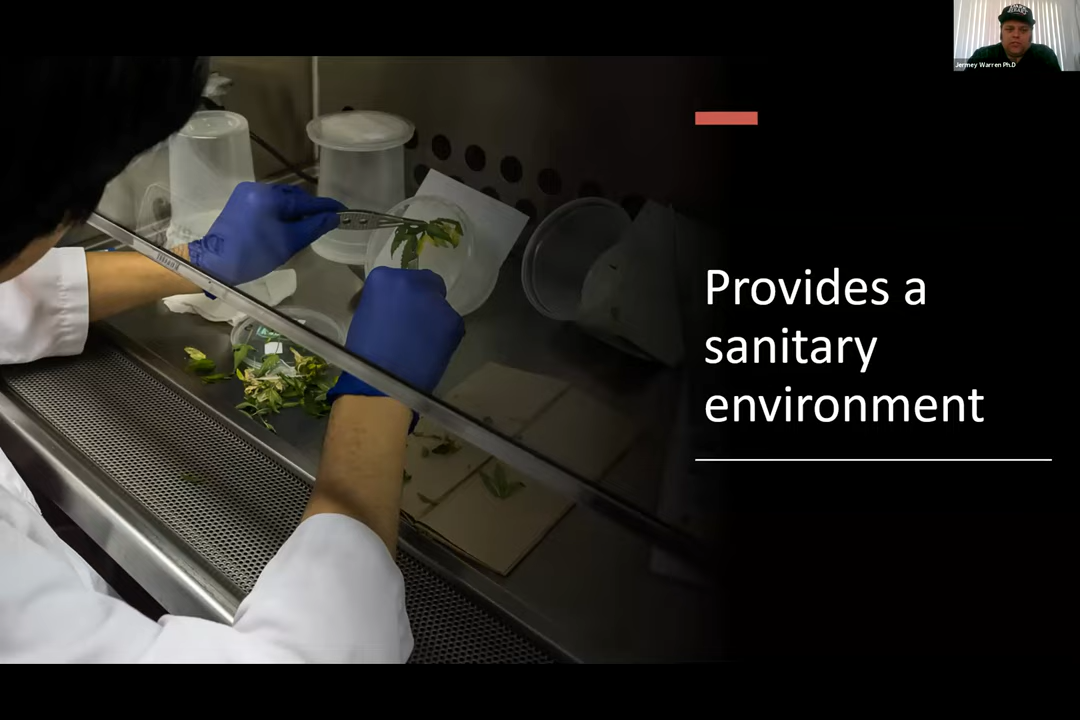 Jermey Warren Ph.D
Provides a
sanitary
environment